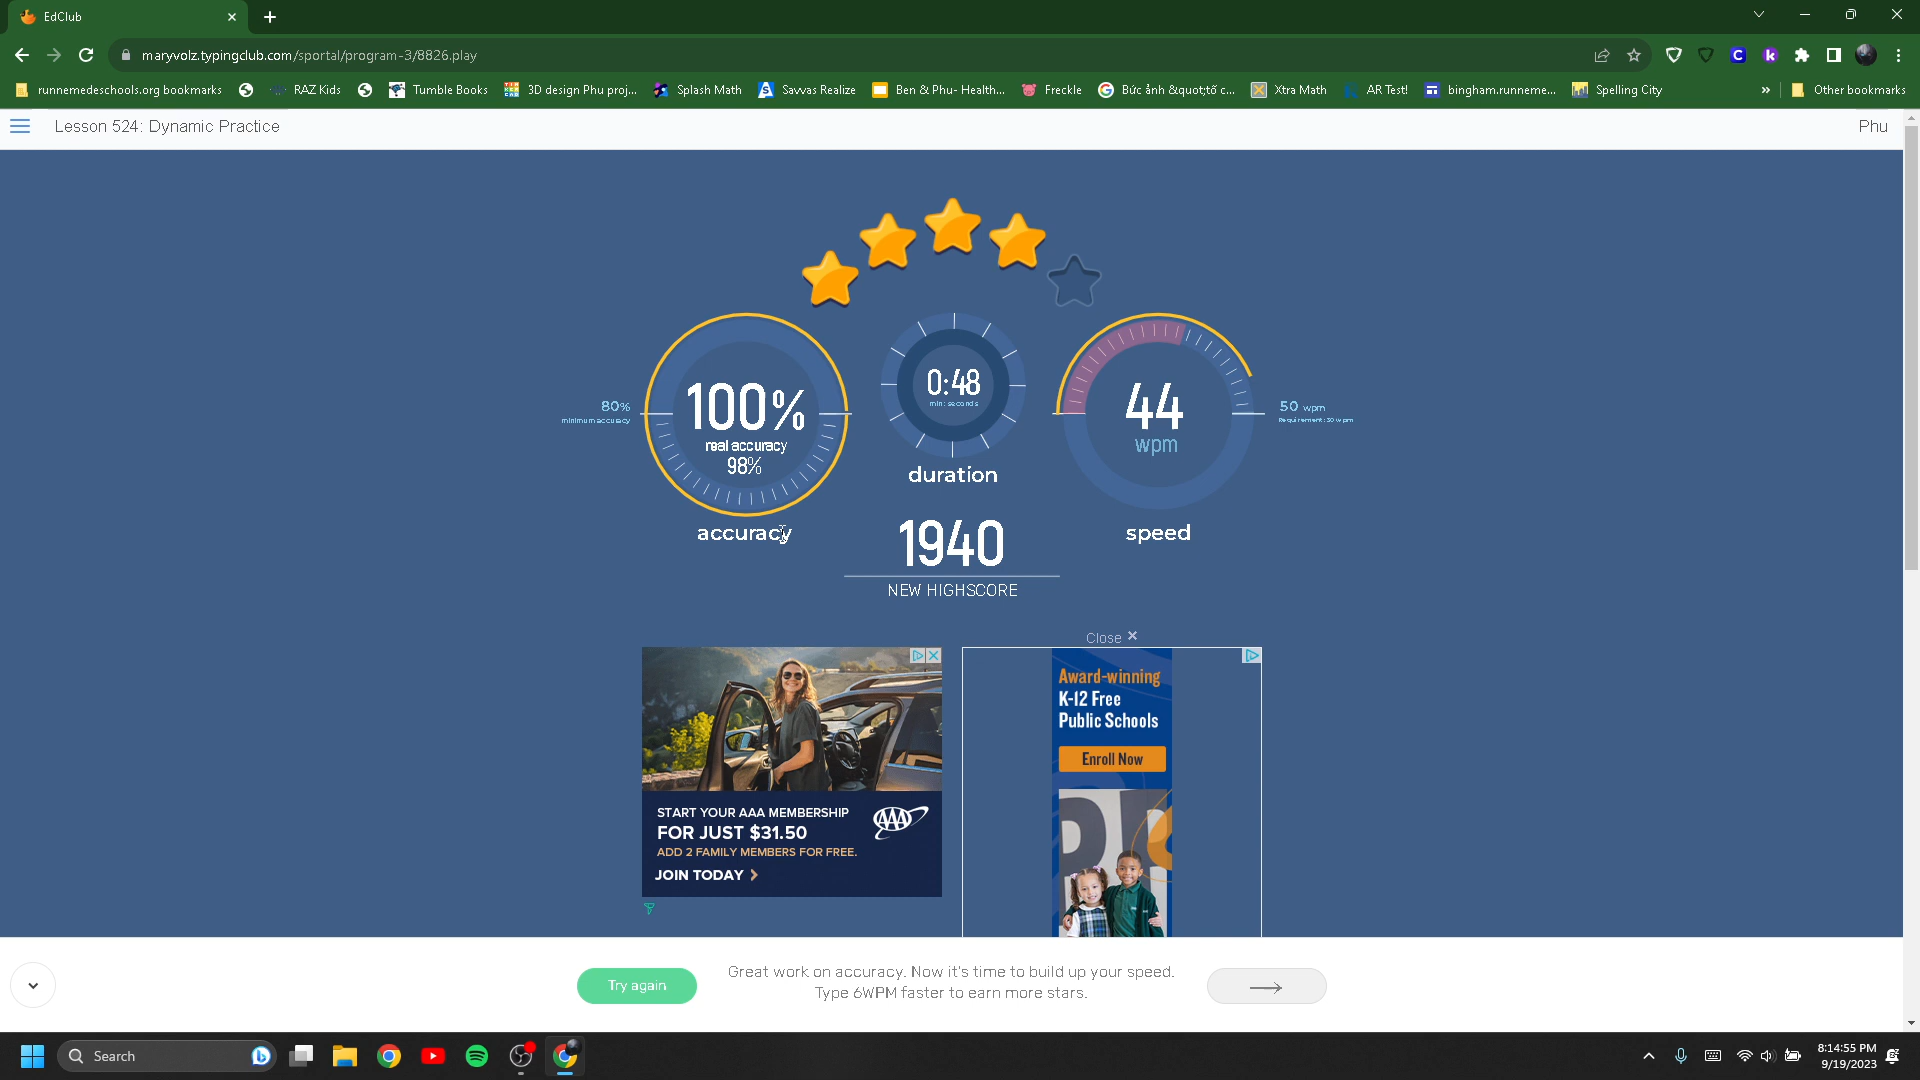 EdClub
maryvolz.typingclub.com/sportal/program-3/8826.play
runnemedeschools.org bookmarks RAZ Kids Tumble Books 3D design Phu proj... Splash Math Savvas Realize Ben & Phu- Health... Freckle Bức ảnh &quot;tố c... Xtra Math AR Test! bingham.runneme... Spelling City » Other bookmarks
Lesson 524: Dynamic Practice Phu
80%
minimum accuracy
100%
real accuracy
98%
accuracy
0:48
min: seconds
duration
44
wpm
speed
50 wpm
Requirement: 30 wpm
1940
NEW HIGHSCORE
Close ×
START YOUR AAA MEMBERSHIP
FOR JUST $31.50
ADD 2 FAMILY MEMBERS FOR FREE.
JOIN TODAY >
AAA
Award-winning
K-12 Free
Public Schools
Enroll Now
Try again
Great work on accuracy. Now it's time to build up your speed.
Type 6WPM faster to earn more stars.
Search
8:14:55 PM
9/19/2023